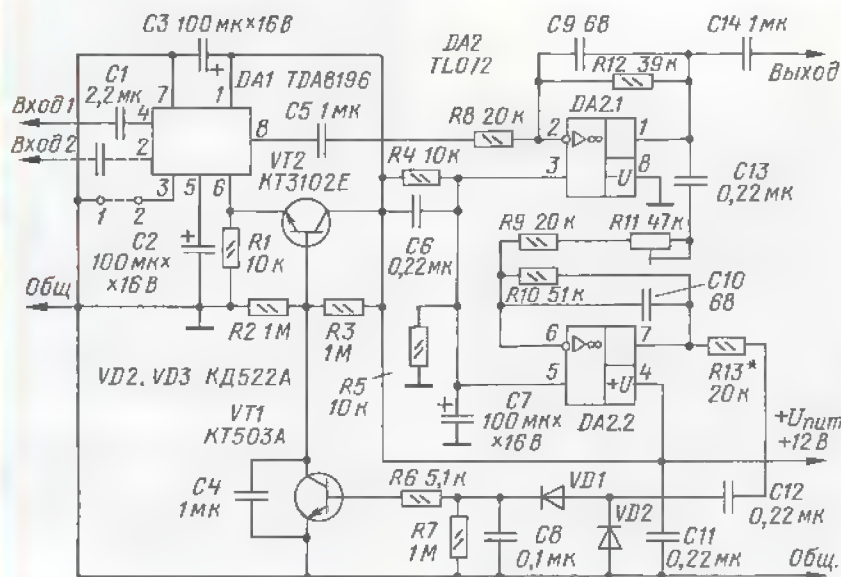 C3 100 мк×16В
C1
2,2 мк
Вход 1
Вход 2
7
1
4
2
3
5
6
8
1
2
DA1 TDA8196
C5 1 мк
DA2
TL072
C9 68
C14 1 мк
R12 39 к
Выход
R8 20 к
DA2.1
2
3
1
8
∞
-U
VT2
КТ3102Е
R4 10 к
C13
0,22 мк
C2
100 мк×
×16 В
R1
10 к
C6
0,22 мк
R9 20 к
R11 47 к
R10 51 к
C10
68
Общ.
R2 1М
R3
1М
6
5
7
4
∞
+U
R13*
20 к
VD2, VD3 КД522А
R5
10 к
C7
100 мк×
×16 В
DA2.2
+Uпит
+12 В
VT1
КТ503А
C4
1 мк
R6 5,1 к
VD1
C12
0,22 мк
R7
1М
C8
0,1 мк
VD2
C11
0,22 мк
Общ.